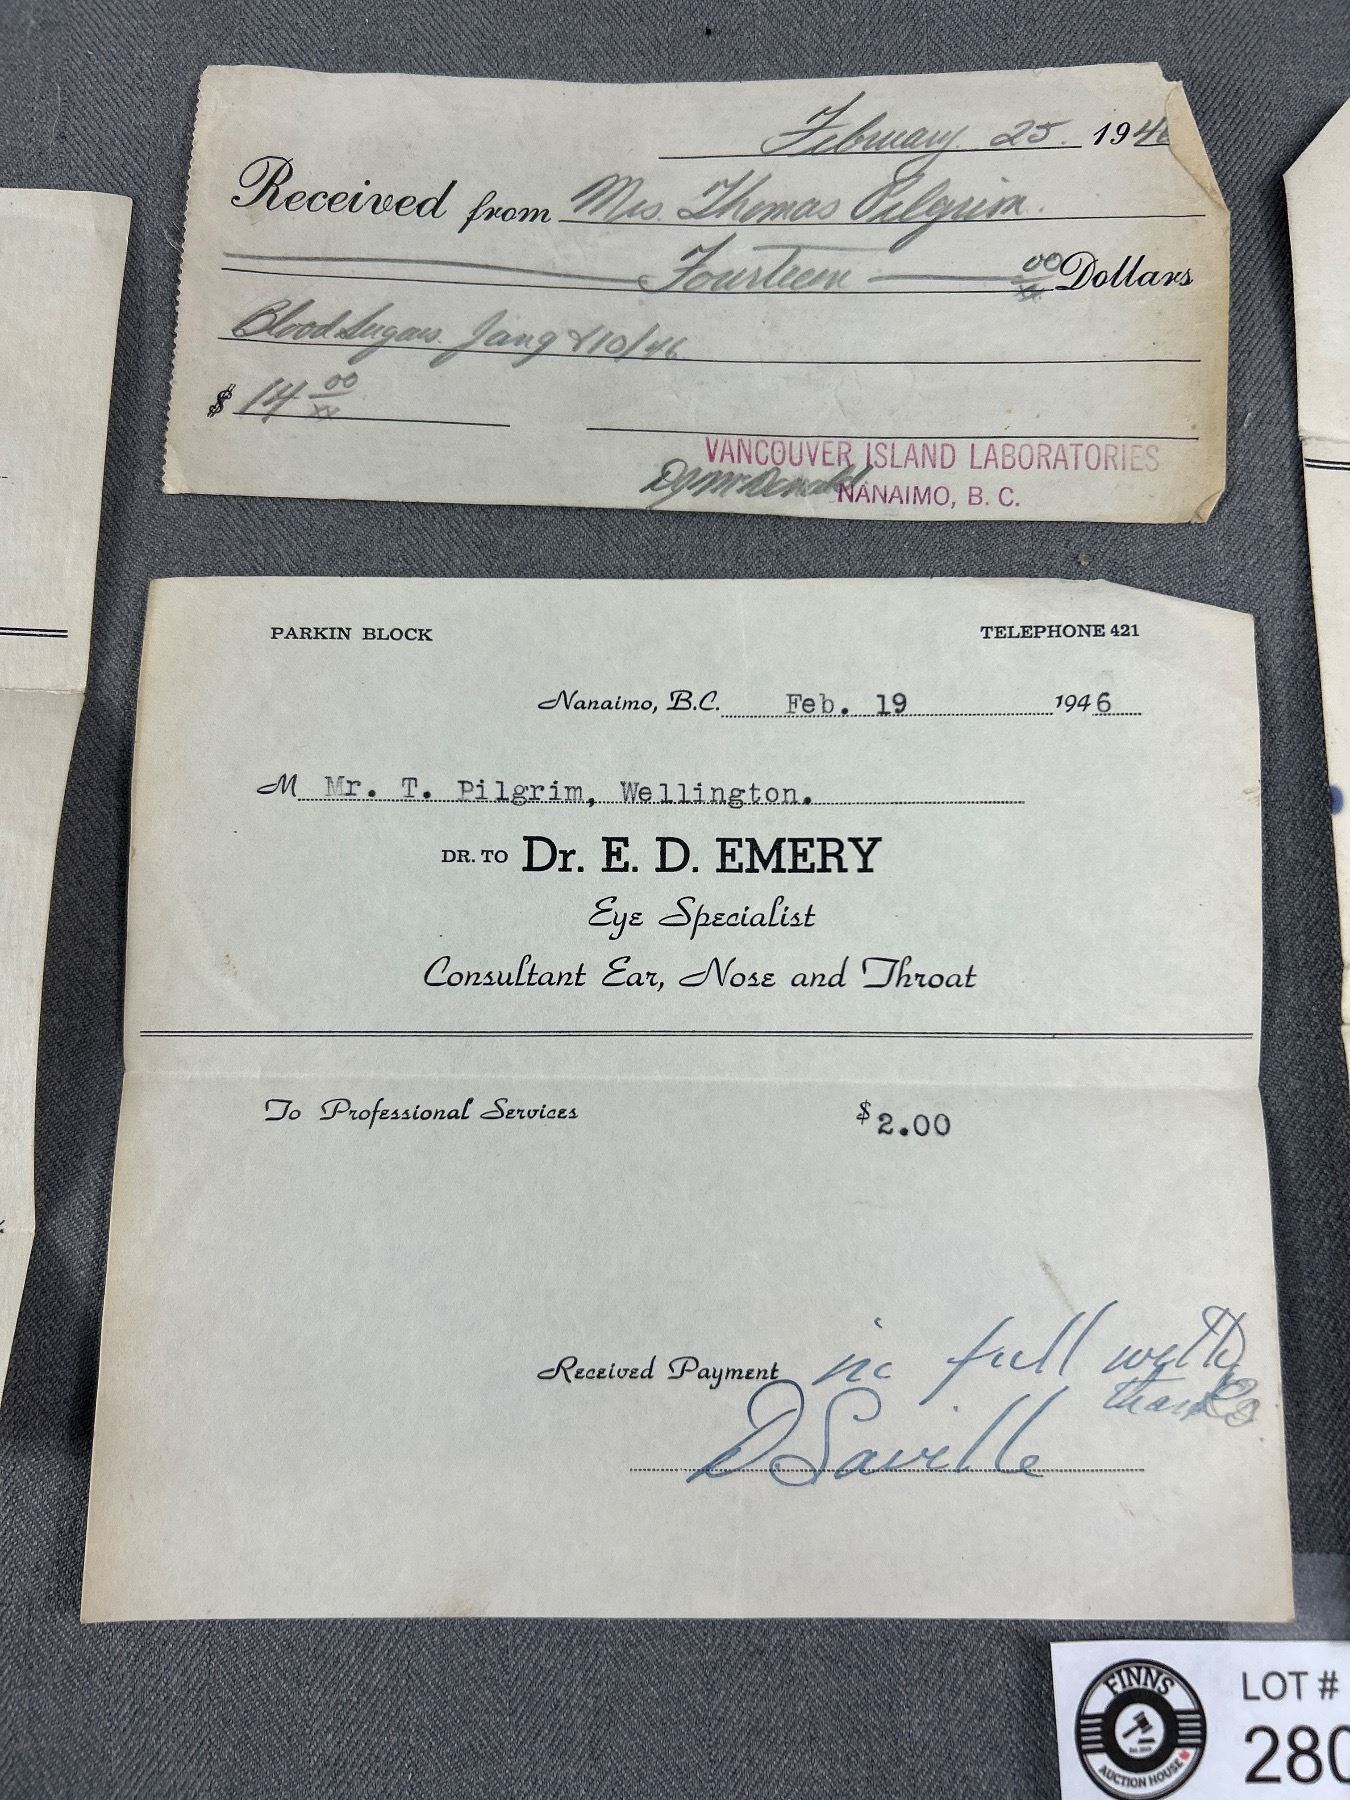 February 25. 194
Received from Mrs. Thomas Pilgrim.
Fourteen 00/xx Dollars
Blood Sugars. Jan 9 & 10/46
$ 14 00/xx
VANCOUVER ISLAND LABORATORIES
NANAIMO, B. C.
PARKIN BLOCK TELEPHONE 421
Nanaimo, B.C. Feb. 19 1946
M Mr. T. Pilgrim, Wellington.
DR. TO Dr. E. D. EMERY
Eye Specialist
Consultant Ear, Nose and Throat
To Professional Services $2.00
Received Payment in full with
thanks
D Saville
FINNS
AUCTION HOUSE
LOT #
280